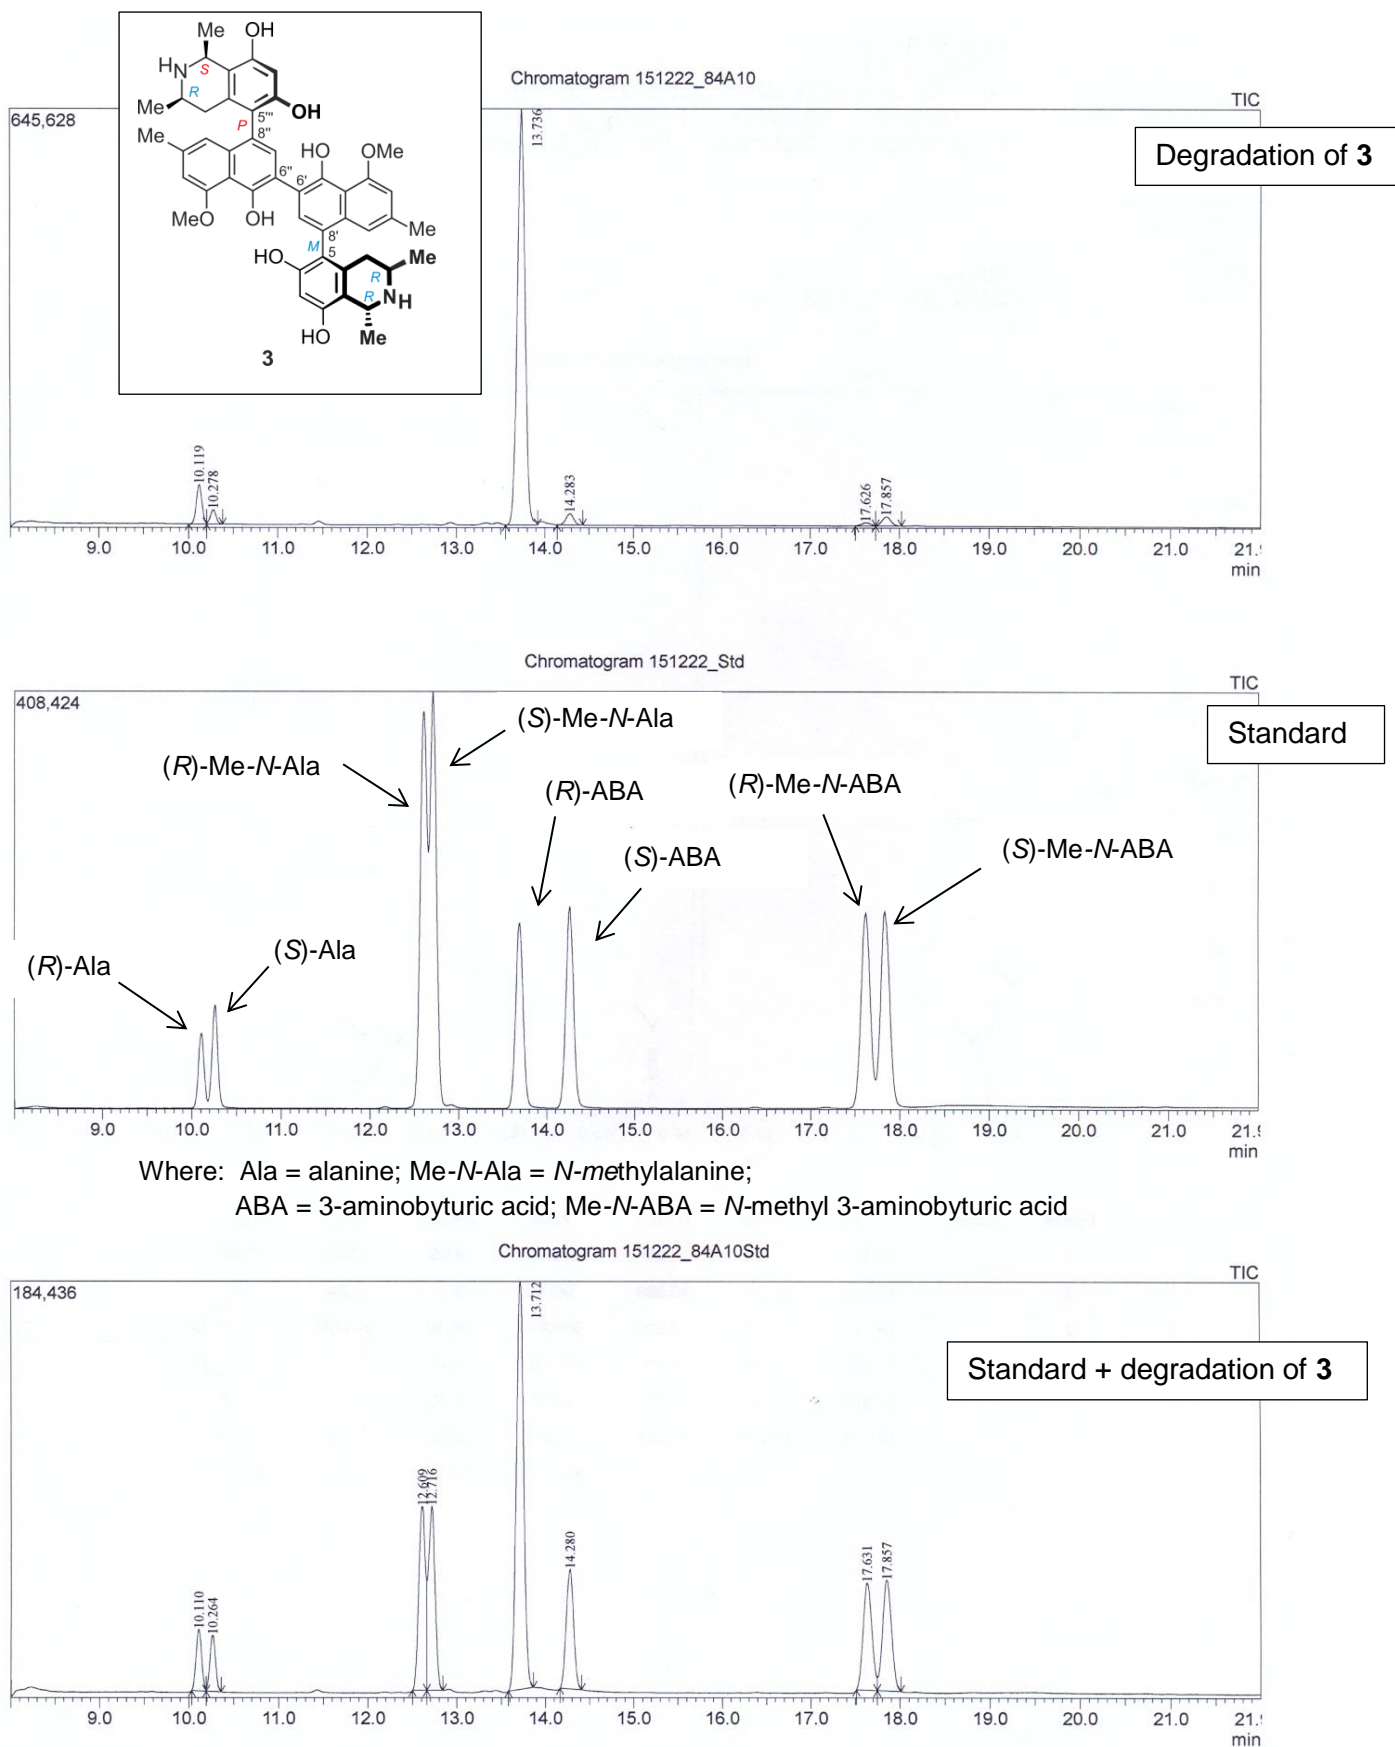 Chromatogram 151222_84A10
TIC
645,628
Degradation of 3
Me
OH
HN
S
R
Me
OH
5'''
P
8''
Me
HO
OMe
6''
6'
MeO
OH
Me
8'
M
5
HO
Me
R
R
NH
HO
Me
3
13.736
10.119
10.278
14.283
17.626
17.857
9.0 10.0 11.0 12.0 13.0 14.0 15.0 16.0 17.0 18.0 19.0 20.0 21.0
min
Chromatogram 151222_Std
TIC
408,424
Standard
(S)-Me-N-Ala
(R)-Me-N-Ala
(R)-ABA
(R)-Me-N-ABA
(S)-ABA
(S)-Me-N-ABA
(R)-Ala
(S)-Ala
9.0 10.0 11.0 12.0 13.0 14.0 15.0 16.0 17.0 18.0 19.0 20.0 21.0
min
Where: Ala = alanine; Me-N-Ala = N-methylalanine;
ABA = 3-aminobyturic acid; Me-N-ABA = N-methyl 3-aminobyturic acid
Chromatogram 151222_84A10Std
TIC
184,436
Standard + degradation of 3
13.712
12.609
12.716
14.280
17.631
17.857
10.110
10.264
9.0 10.0 11.0 12.0 13.0 14.0 15.0 16.0 17.0 18.0 19.0 20.0 21.0
min